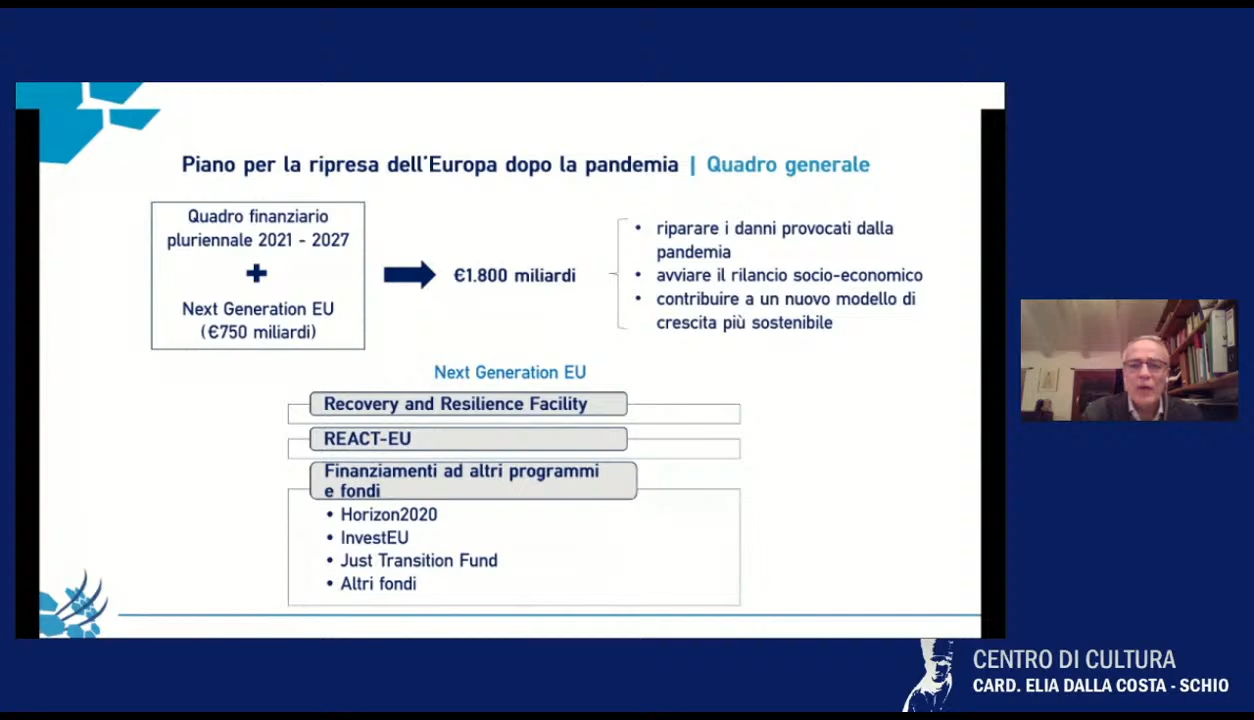 Piano per la ripresa dell'Europa dopo la pandemia | Quadro generale
Quadro finanziario
pluriennale 2021 - 2027
+
Next Generation EU
(€750 miliardi)
€1.800 miliardi
• riparare i danni provocati dalla
pandemia
• avviare il rilancio socio-economico
• contribuire a un nuovo modello di
crescita più sostenibile
Next Generation EU
Recovery and Resilience Facility
REACT-EU
Finanziamenti ad altri programmi
e fondi
• Horizon2020
• InvestEU
• Just Transition Fund
• Altri fondi
CENTRO DI CULTURA
CARD. ELIA DALLA COSTA - SCHIO